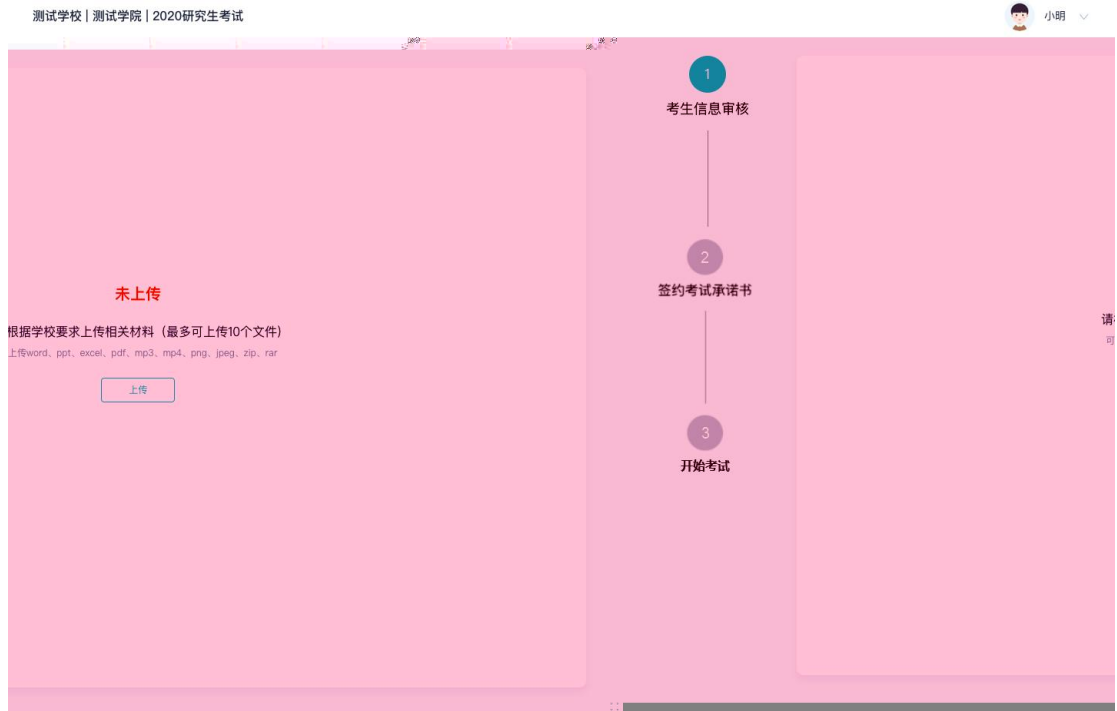 测试学校 | 测试学院 | 2020研究生考试
小明
未上传
根据学校要求上传相关材料（最多可上传10个文件）
上传word、ppt、excel、pdf、mp3、mp4、png、jpeg、zip、rar
上传
1
考生信息审核
2
签约考试承诺书
3
开始考试
请
可